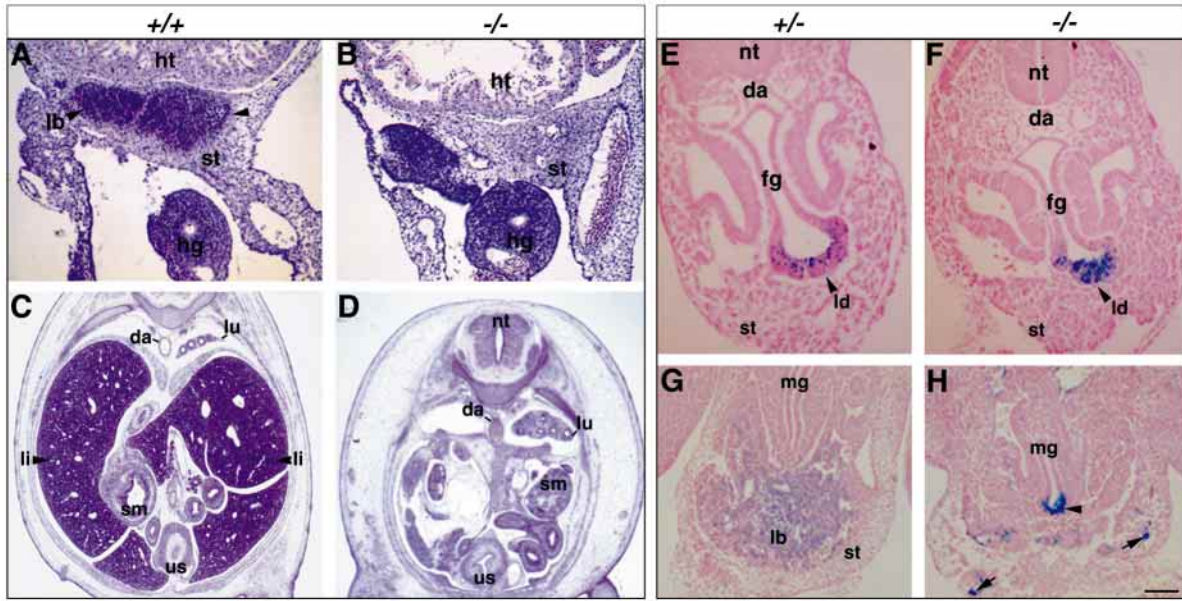 +/+
-/-
+/-
-/-
A
ht
lb
st
hg
B
ht
st
hg
C
da
lu
li
li
sm
us
D
nt
da
lu
sm
us
E
nt
da
fg
ld
st
F
nt
da
fg
ld
st
G
mg
lb
st
H
mg